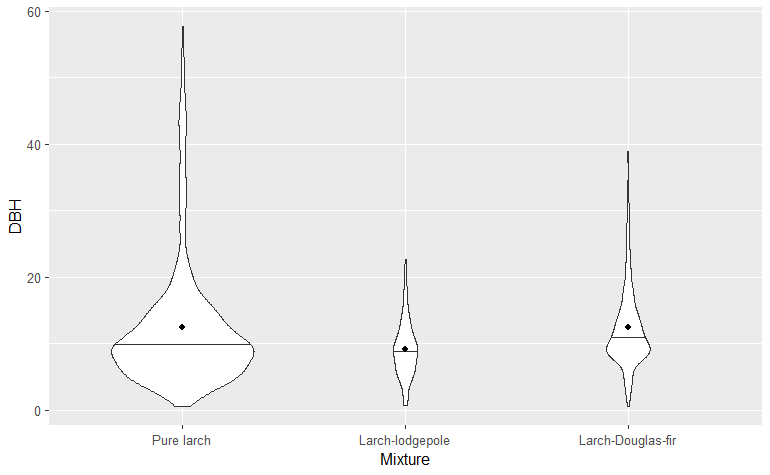 60
40
20
0
DBH
Pure larch
Larch-lodgepole
Larch-Douglas-fir
Mixture